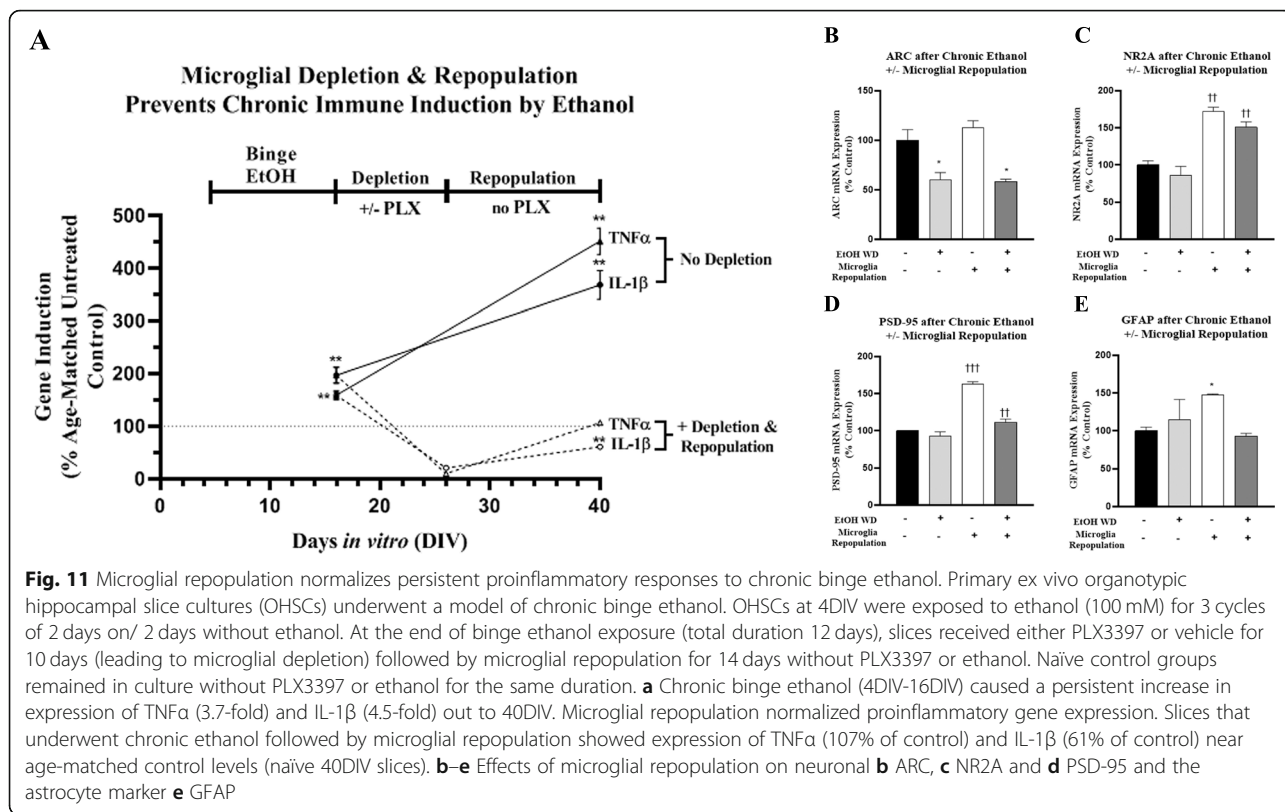 A
Microglial Depletion & Repopulation
Prevents Chronic Immune Induction by Ethanol
Binge
EtOH
Depletion
Repopulation
+/- PLX
no PLX
Gene Induction
(% Age-Matched Untreated
Control)
500
450
400
350
300
250
200
150
100
50
0
0
10
20
30
40
Days in vitro (DIV)
**
**
**
TNFα
**
IL-1β
No Depletion
TNFα
**
IL-1β
+ Depletion &
Repopulation
B
ARC after Chronic Ethanol
+/- Microglial Repopulation
ARC mRNA Expression
(% Control)
150
100
50
0
*
*
EtOH WD - + - +
Microglia
Repopulation - - + +
C
NR2A after Chronic Ethanol
+/- Microglial Repopulation
NR2A mRNA Expression
(% Control)
200
150
100
50
0
††
††
EtOH WD - + - +
Microglia
Repopulation - - + +
D
PSD-95 after Chronic Ethanol
+/- Microglial Repopulation
PSD-95 mRNA Expression
(% Control)
200
150
100
50
0
†††
††
EtOH WD - + - +
Microglia
Repopulation - - + +
E
GFAP after Chronic Ethanol
+/- Microglial Repopulation
GFAP mRNA Expression
(% Control)
200
150
100
50
0
*
EtOH WD - + - +
Microglia
Repopulation - - + +
Fig. 11 Microglial repopulation normalizes persistent proinflammatory responses to chronic binge ethanol. Primary ex vivo organotypic
hippocampal slice cultures (OHSCs) underwent a model of chronic binge ethanol. OHSCs at 4DIV were exposed to ethanol (100 mM) for 3 cycles
of 2 days on/ 2 days without ethanol. At the end of binge ethanol exposure (total duration 12 days), slices received either PLX3397 or vehicle for
10 days (leading to microglial depletion) followed by microglial repopulation for 14 days without PLX3397 or ethanol. Naïve control groups
remained in culture without PLX3397 or ethanol for the same duration. a Chronic binge ethanol (4DIV-16DIV) caused a persistent increase in
expression of TNFα (3.7-fold) and IL-1β (4.5-fold) out to 40DIV. Microglial repopulation normalized proinflammatory gene expression. Slices that
underwent chronic ethanol followed by microglial repopulation showed expression of TNFα (107% of control) and IL-1β (61% of control) near
age-matched control levels (naïve 40DIV slices). b–e Effects of microglial repopulation on neuronal b ARC, c NR2A and d PSD-95 and the
astrocyte marker e GFAP